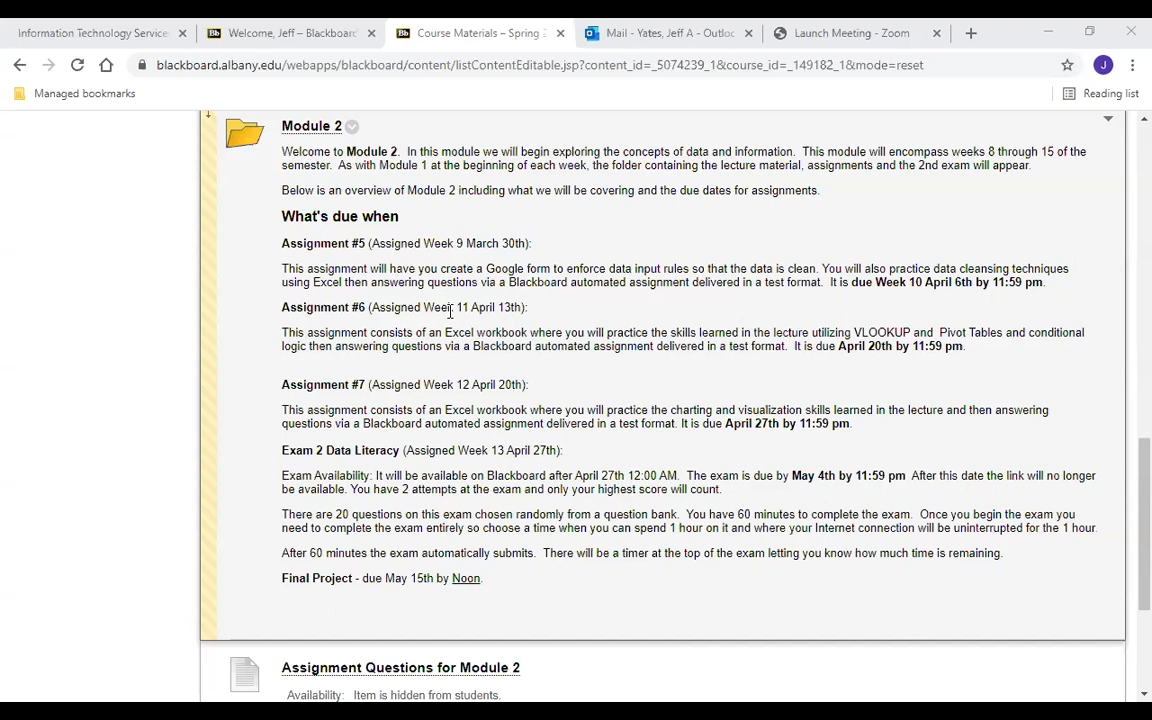 Information Technology Service
Welcome, Jeff – Blackboard
Course Materials – Spring 2
Mail - Yates, Jeff A - Outlo
Launch Meeting - Zoom
blackboard.albany.edu/webapps/blackboard/content/listContentEditable.jsp?content_id=_5074239_1&course_id=_149182_1&mode=reset
J
Managed bookmarks
Reading list
Module 2
Welcome to Module 2. In this module we will begin exploring the concepts of data and information. This module will encompass weeks 8 through 15 of the
semester. As with Module 1 at the beginning of each week, the folder containing the lecture material, assignments and the 2nd exam will appear.
Below is an overview of Module 2 including what we will be covering and the due dates for assignments.
What's due when
Assignment #5 (Assigned Week 9 March 30th):
This assignment will have you create a Google form to enforce data input rules so that the data is clean. You will also practice data cleansing techniques
using Excel then answering questions via a Blackboard automated assignment delivered in a test format. It is due Week 10 April 6th by 11:59 pm.
Assignment #6 (Assigned Week 11 April 13th):
This assignment consists of an Excel workbook where you will practice the skills learned in the lecture utilizing VLOOKUP and Pivot Tables and conditional
logic then answering questions via a Blackboard automated assignment delivered in a test format. It is due April 20th by 11:59 pm.
Assignment #7 (Assigned Week 12 April 20th):
This assignment consists of an Excel workbook where you will practice the charting and visualization skills learned in the lecture and then answering
questions via a Blackboard automated assignment delivered in a test format. It is due April 27th by 11:59 pm.
Exam 2 Data Literacy (Assigned Week 13 April 27th):
Exam Availability: It will be available on Blackboard after April 27th 12:00 AM. The exam is due by May 4th by 11:59 pm After this date the link will no longer
be available. You have 2 attempts at the exam and only your highest score will count.
There are 20 questions on this exam chosen randomly from a question bank. You have 60 minutes to complete the exam. Once you begin the exam you
need to complete the exam entirely so choose a time when you can spend 1 hour on it and where your Internet connection will be uninterrupted for the 1 hour.
After 60 minutes the exam automatically submits. There will be a timer at the top of the exam letting you know how much time is remaining.
Final Project - due May 15th by Noon.
Assignment Questions for Module 2
Availability: Item is hidden from students.